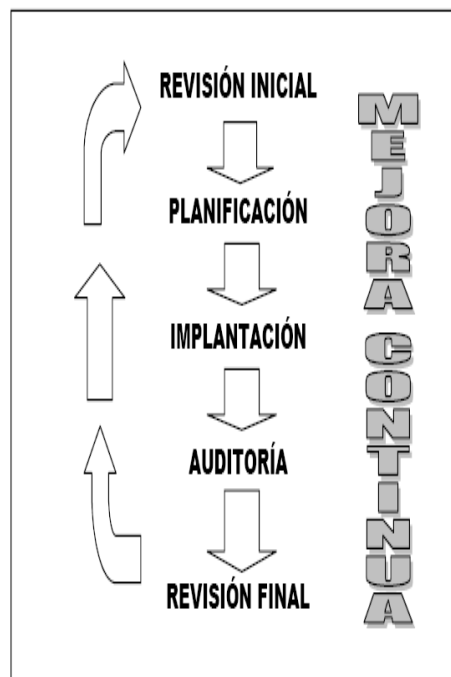 REVISIÓN INICIAL
PLANIFICACIÓN
IMPLANTACIÓN
AUDITORÍA
REVISIÓN FINAL
MEJORA CONTINUA